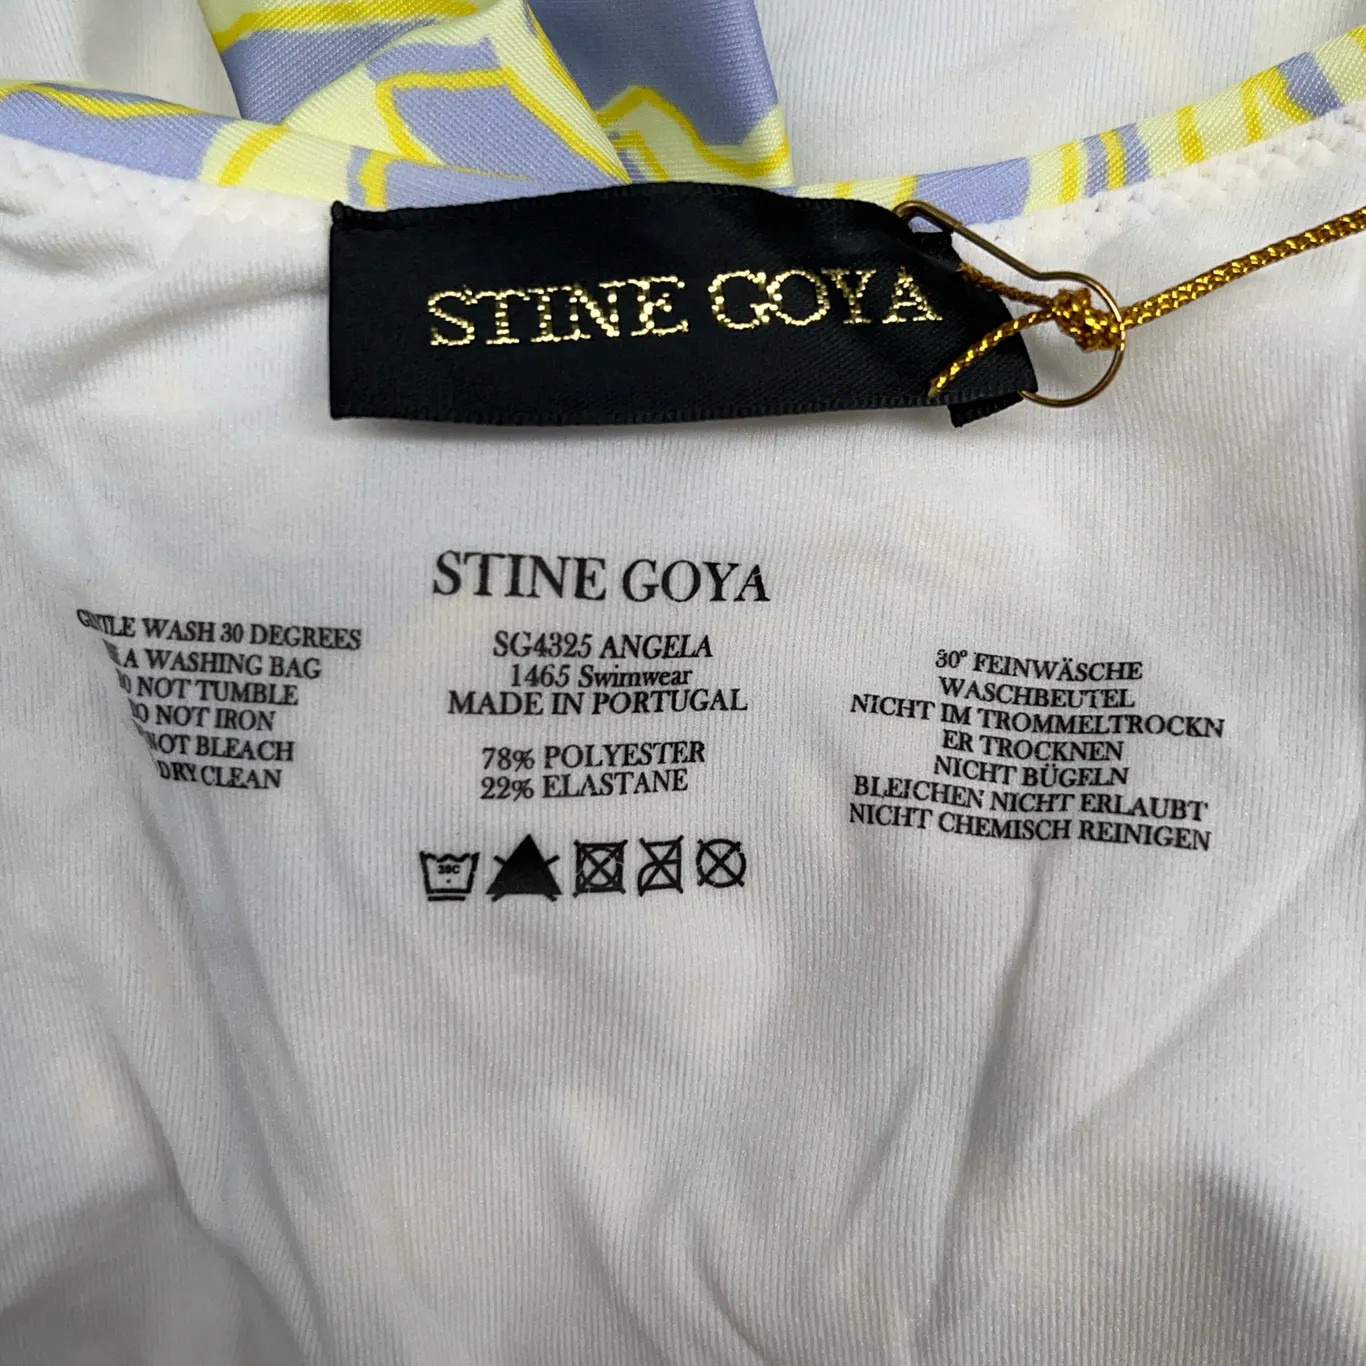 STINE GOYA
STINE GOYA
SG4325 ANGELA
1465 Swimwear
MADE IN PORTUGAL
78% POLYESTER
22% ELASTANE
30C
WASH 30 DEGREES
A WASHING BAG
NOT TUMBLE
NOT IRON
NOT BLEACH
DRY CLEAN
30° FEINWÄSCHE
WASCHBEUTEL
NICHT IM TROMMELTROCKN
ER TROCKNEN
NICHT BÜGELN
BLEICHEN NICHT ERLAUBT
NICHT CHEMISCH REINIGEN